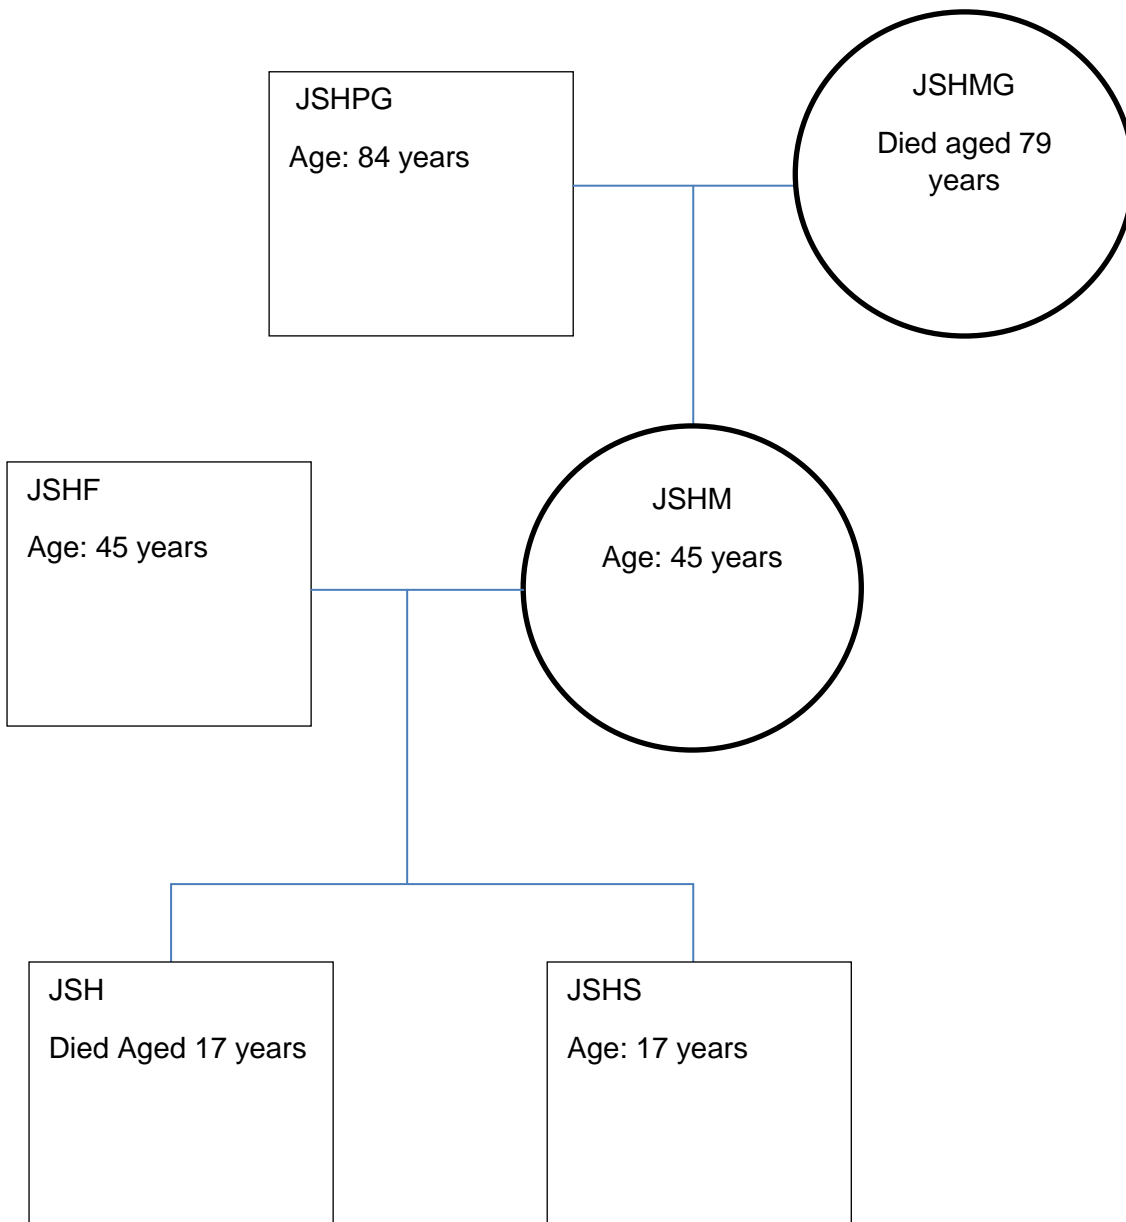 JSHPG
Age: 84 years
JSHMG
Died aged 79
years
JSHF
Age: 45 years
JSHM
Age: 45 years
JSH
Died Aged 17 years
JSHS
Age: 17 years